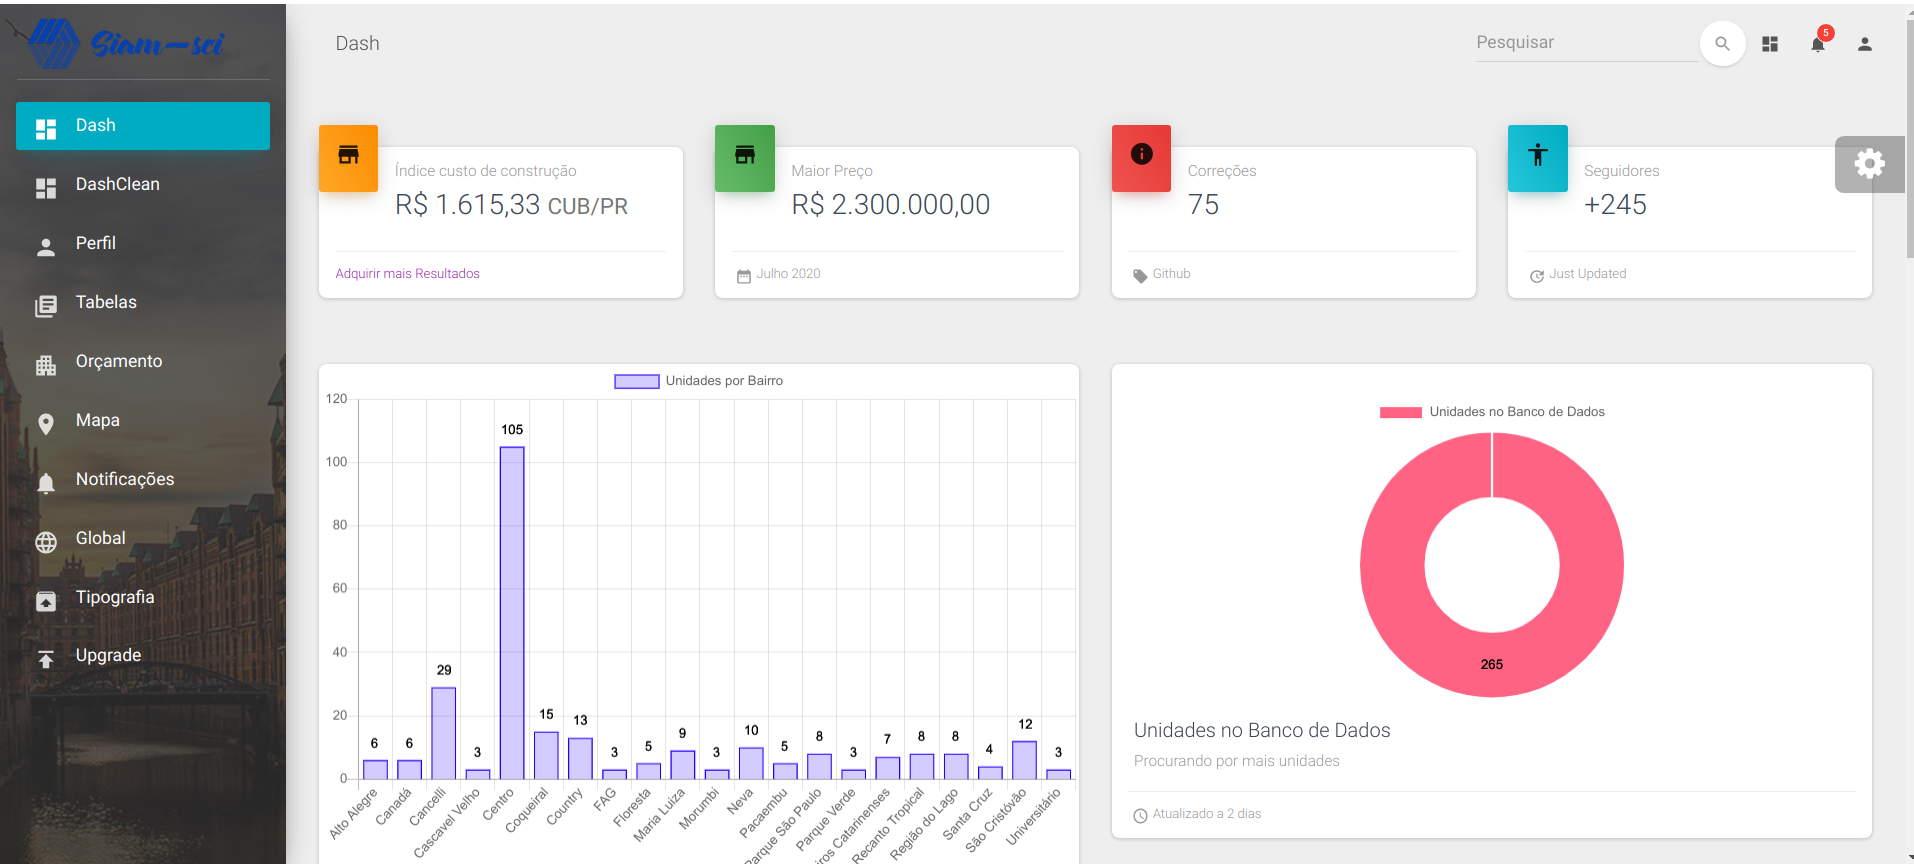 Siam-sci
Dash
DashClean
Perfil
Tabelas
Orçamento
Mapa
Notificações
Global
Tipografia
Upgrade
Dash
Pesquisar
5
Índice custo de construção
R$ 1.615,33 CUB/PR
Adquirir mais Resultados
Maior Preço
R$ 2.300.000,00
Julho 2020
Correções
75
Github
Seguidores
+245
Just Updated
Unidades por Bairro
120
100
80
60
40
20
0
6
6
29
3
105
15
13
3
5
9
3
10
5
8
3
7
8
8
4
12
3
Alto Alegre
Canadá
Cancelli
Cascavel Velho
Centro
Coqueiral
Country
FAG
Floresta
Maria Luiza
Morumbi
Neva
Pacaembu
Parque São Paulo
Parque Verde
iros Catarinenses
Recanto Tropical
Região do Lago
Santa Cruz
São Cristóvão
Universitário
Unidades no Banco de Dados
265
Unidades no Banco de Dados
Procurando por mais unidades
Atualizado a 2 dias